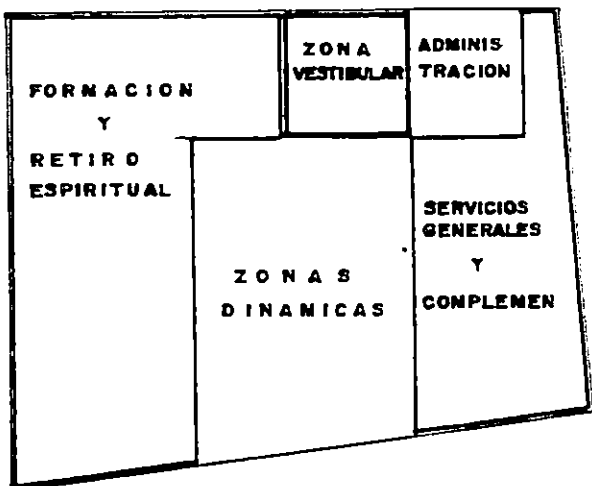 FORMACION
Y
RETIRO
ESPIRITUAL
ZONA
VESTIBULAR
ADMINIS
TRACION
ZONAS
DINAMICAS
SERVICIOS
GENERALES
Y
COMPLEMEN